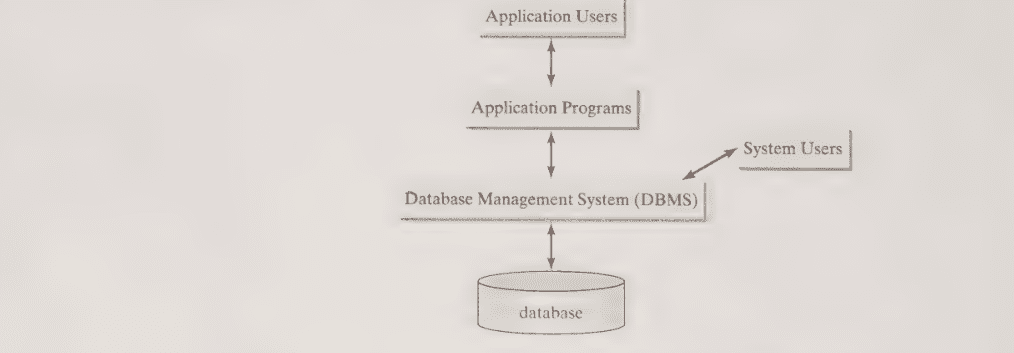 Application Users
Application Programs
System Users
Database Management System (DBMS)
database